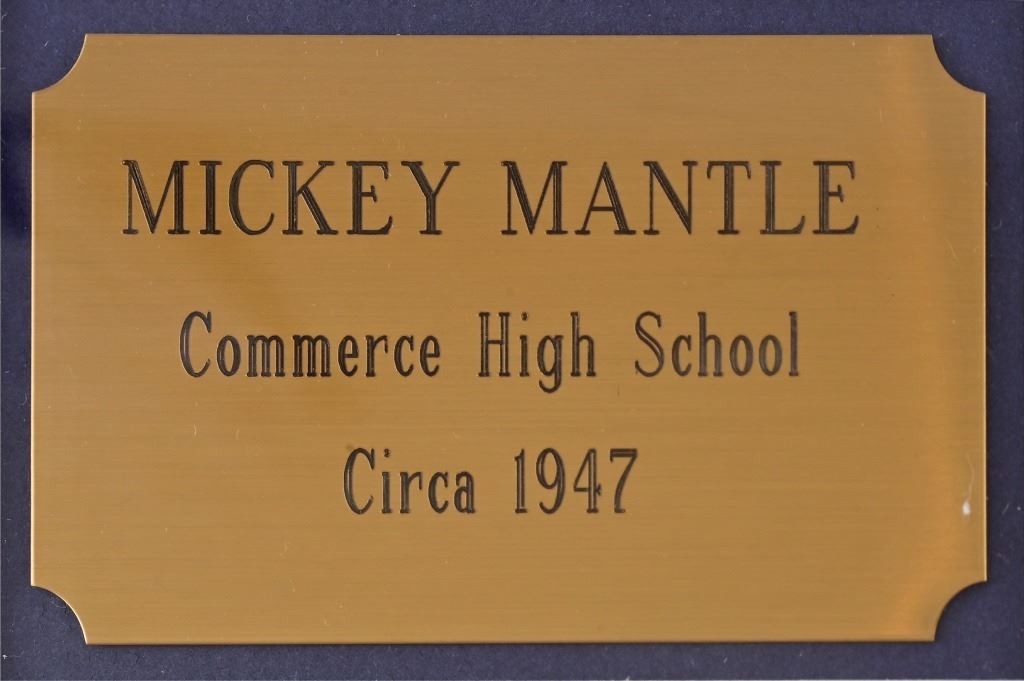 MICKEY MANTLE
Commerce High School
Circa 1947